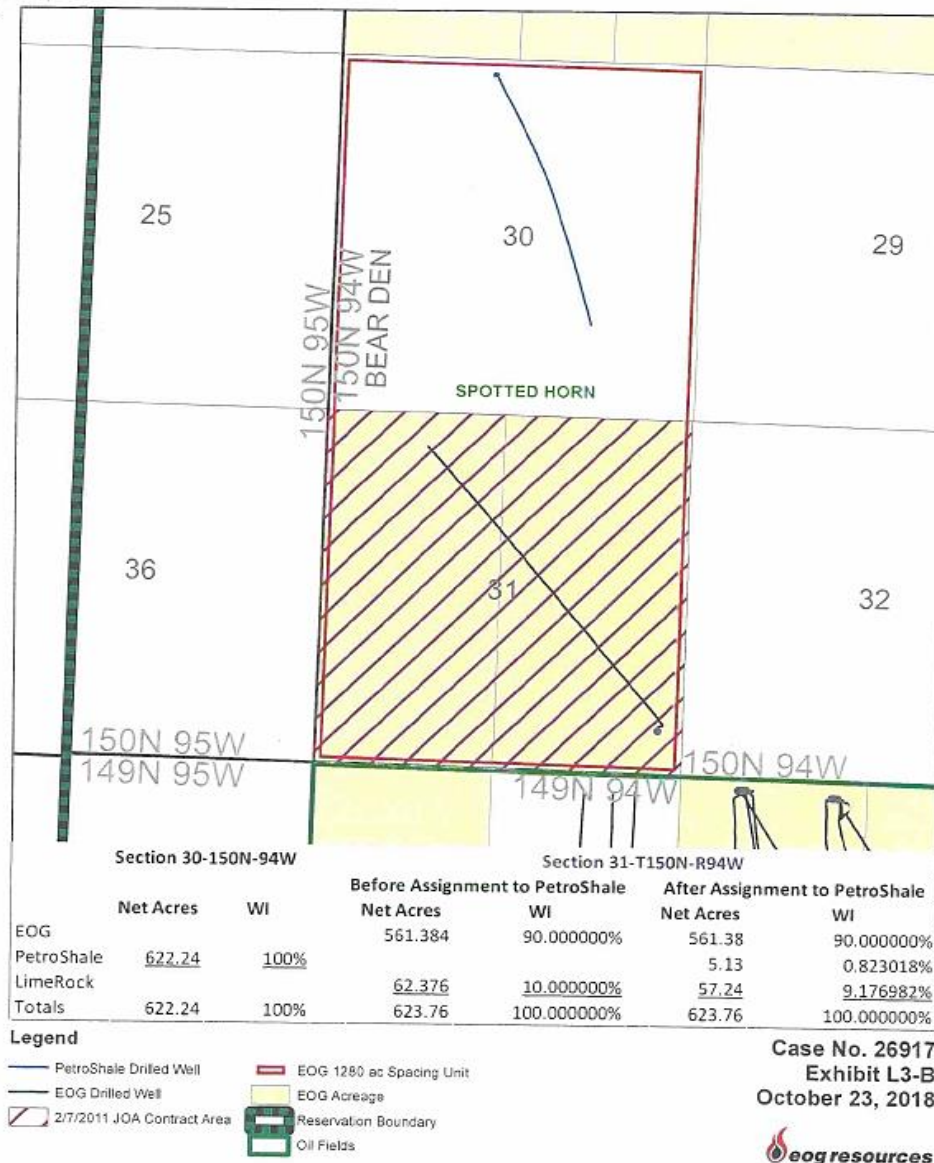 25
30
29
150N 95W
150N 94W
BEAR DEN
SPOTTED HORN
36
31
32
150N 95W
149N 95W
150N 94W
149N 94W
Section 30-150N-94W Section 31-T150N-R94W
Before Assignment to PetroShale After Assignment to PetroShale
Net Acres WI Net Acres WI Net Acres WI
EOG 561.384 90.000000% 561.38 90.000000%
PetroShale 622.24 100% 5.13 0.823018%
LimeRock 62.376 10.000000% 57.24 9.176982%
Totals 622.24 100% 623.76 100.000000% 623.76 100.000000%
Legend
PetroShale Drilled Well
EOG Drilled Well
2/7/2011 JOA Contract Area
EOG 1280 ac Spacing Unit
EOG Acreage
Reservation Boundary
Oil Fields
Case No. 26917
Exhibit L3-B
October 23, 2018
eog resources